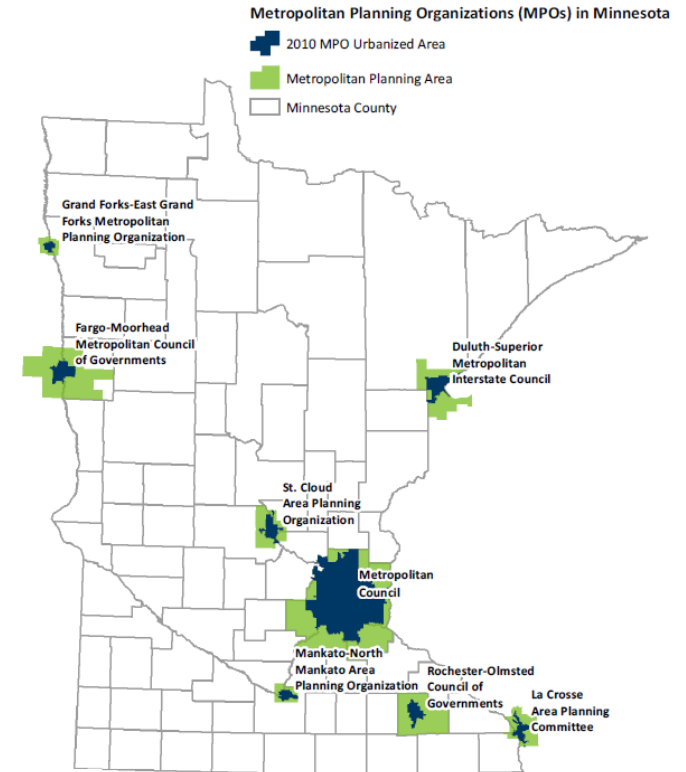 Metropolitan Planning Organizations (MPOs) in Minnesota
2010 MPO Urbanized Area
Metropolitan Planning Area
Minnesota County
Grand Forks-East Grand
Forks Metropolitan
Planning Organization
Fargo-Moorhead
Metropolitan Council
of Governments
Duluth-Superior
Metropolitan
Interstate Council
St. Cloud
Area Planning
Organization
Metropolitan
Council
Mankato-North
Mankato Area
Planning Organization
Rochester-Olmsted
Council of
Governments
La Crosse
Area Planning
Committee